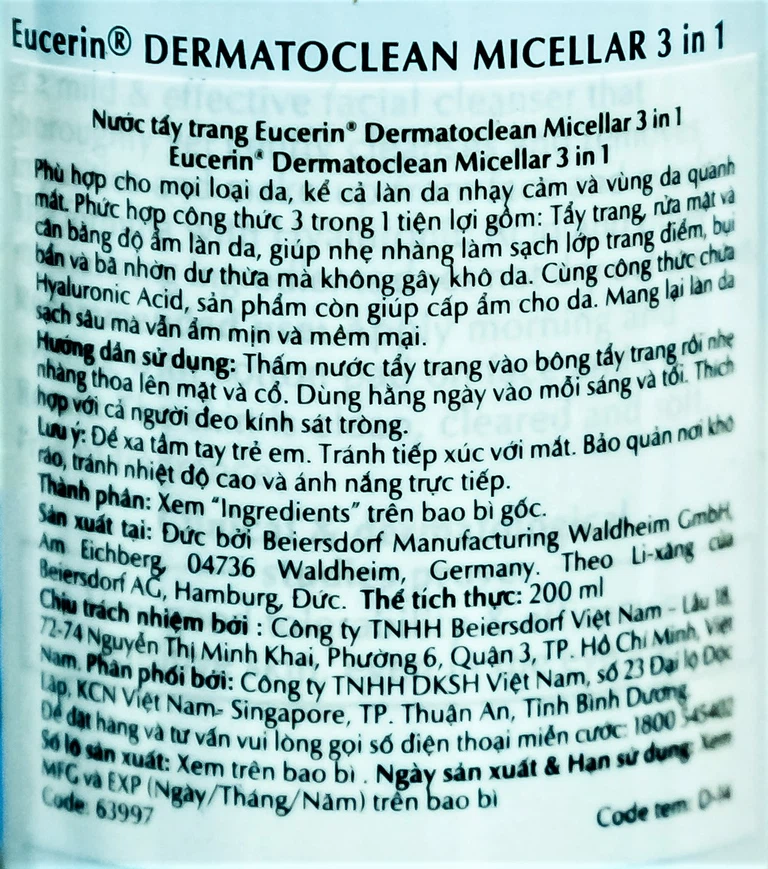 Eucerin® DERMATOCLEAN MICELLAR 3 in 1
Nước tẩy trang Eucerin® Dermatoclean Micellar 3 in 1
Eucerin® Dermatoclean Micellar 3 in 1
Phù hợp cho mọi loại da, kể cả làn da nhạy cảm và vùng da quanh
mắt. Phức hợp công thức 3 trong 1 tiện lợi gồm: Tẩy trang, rửa mặt và
cân bằng độ ẩm làn da, giúp nhẹ nhàng làm sạch lớp trang điểm, bụi
bẩn và bã nhờn dư thừa mà không gây khô da. Cùng công thức chứa
Hyaluronic Acid, sản phẩm còn giúp cấp ẩm cho da. Mang lại làn da
sạch sâu mà vẫn ẩm mịn và mềm mại.
Hướng dẫn sử dụng: Thấm nước tẩy trang vào bông tẩy trang rồi nhẹ
nhàng thoa lên mặt và cổ. Dùng hằng ngày vào mỗi sáng và tối. Thích
hợp với cả người đeo kính sát tròng.
Lưu ý: Để xa tầm tay trẻ em. Tránh tiếp xúc với mắt. Bảo quản nơi khô
ráo, tránh nhiệt độ cao và ánh nắng trực tiếp.
Thành phần: Xem "Ingredients" trên bao bì gốc.
Sản xuất tại: Đức bởi Beiersdorf Manufacturing Waldheim GmbH,
Am Eichberg, 04736 Waldheim, Germany. Theo Li-xăng của
Beiersdorf AG, Hamburg, Đức. Thể tích thực: 200 ml
Chịu trách nhiệm bởi : Công ty TNHH Beiersdorf Việt Nam - Lầu 18,
72-74 Nguyễn Thị Minh Khai, Phường 6, Quận 3, TP. Hồ Chí Minh, Việt
Nam. Phân phối bởi: Công ty TNHH DKSH Việt Nam, số 23 Đại lộ Độc
Lập, KCN Việt Nam- Singapore, TP. Thuận An, Tỉnh Bình Dương
Để đặt hàng và tư vấn vui lòng gọi số điện thoại miễn cước: 1800
Số lô sản xuất: Xem trên bao bì . Ngày sản xuất & Hạn sử dụng: Xem
MFG và EXP (Ngày/Tháng/Năm) trên bao bì
Code: 63997
Code tem: